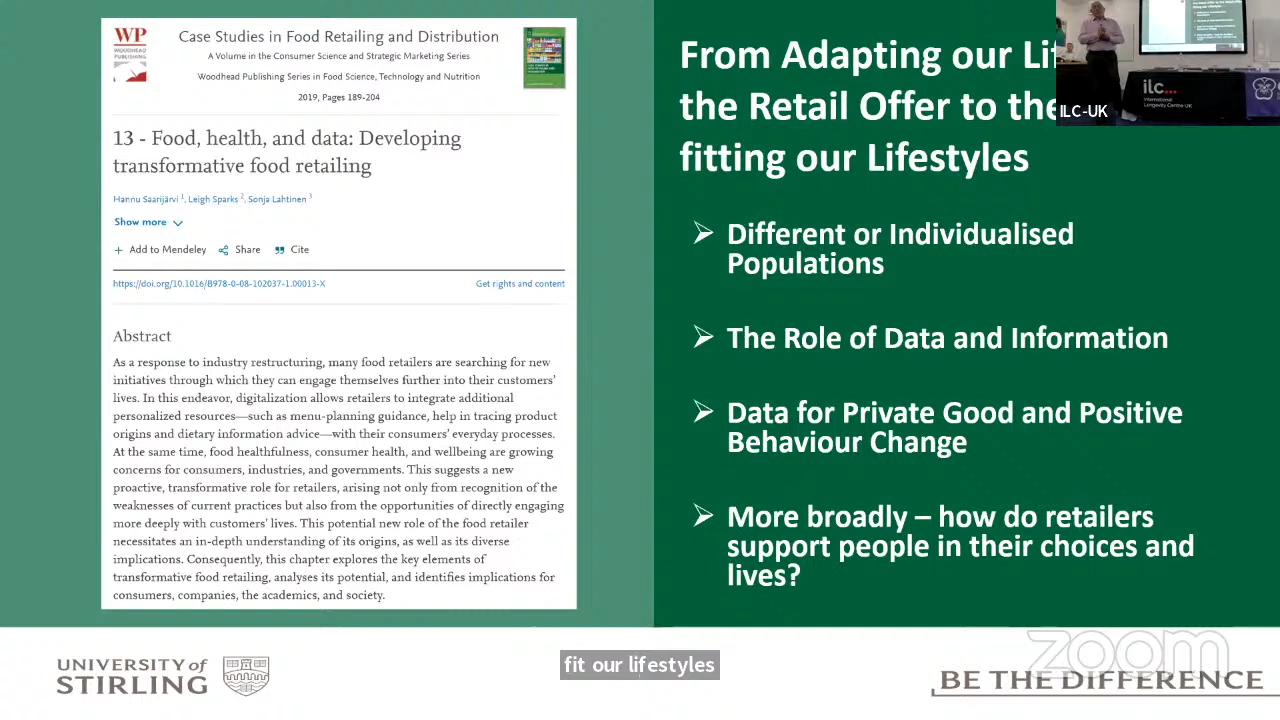 WP
WOODHEAD
PUBLISHING
Case Studies in Food Retailing and Distribution
A Volume in the Consumer Science and Strategic Marketing Series
Woodhead Publishing Series in Food Science, Technology and Nutrition
2019, Pages 189-204
13 - Food, health, and data: Developing
transformative food retailing
Hannu Saarijärvi 1, Leigh Sparks 2, Sonja Lahtinen 3
Show more
Add to Mendeley Share Cite
https://doi.org/10.1016/B978-0-08-102037-1.00013-X Get rights and content
Abstract
As a response to industry restructuring, many food retailers are searching for new
initiatives through which they can engage themselves further into their customers’
lives. In this endeavor, digitalization allows retailers to integrate additional
personalized resources—such as menu-planning guidance, help in tracing product
origins and dietary information advice—with their consumers’ everyday processes.
At the same time, food healthfulness, consumer health, and wellbeing are growing
concerns for consumers, industries, and governments. This suggests a new
proactive, transformative role for retailers, arising not only from recognition of the
weaknesses of current practices but also from the opportunities of directly engaging
more deeply with customers’ lives. This potential new role of the food retailer
necessitates an in-depth understanding of its origins, as well as its diverse
implications. Consequently, this chapter explores the key elements of
transformative food retailing, analyses its potential, and identifies implications for
consumers, companies, the academics, and society.
From Adapting our
the Retail Offer to the
fitting our Lifestyles
Different or Individualised
Populations
The Role of Data and Information
Data for Private Good and Positive
Behaviour Change
More broadly – how do retailers
support people in their choices and
lives?
ilc...
International
Longevity Centre UK
ILC-UK
fit our lifestyles
UNIVERSITY of
STIRLING
zoom
BE THE DIFFERENCE